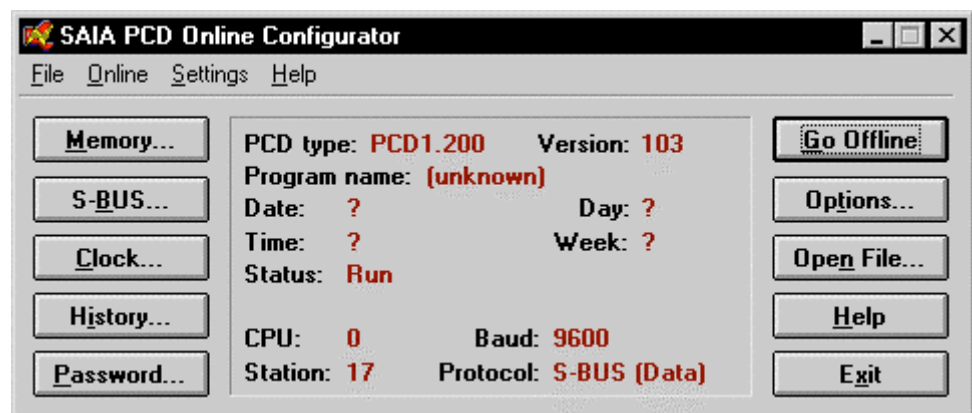 SAIA PCD Online Configurator
File Online Settings Help
Memory...
S-BUS...
Clock...
History...
Password...
PCD type: PCD1.200 Version: 103
Program name: (unknown)
Date: ? Day: ?
Time: ? Week: ?
Status: Run
CPU: 0 Baud: 9600
Station: 17 Protocol: S-BUS (Data)
Go Offline
Options...
Open File...
Help
Exit